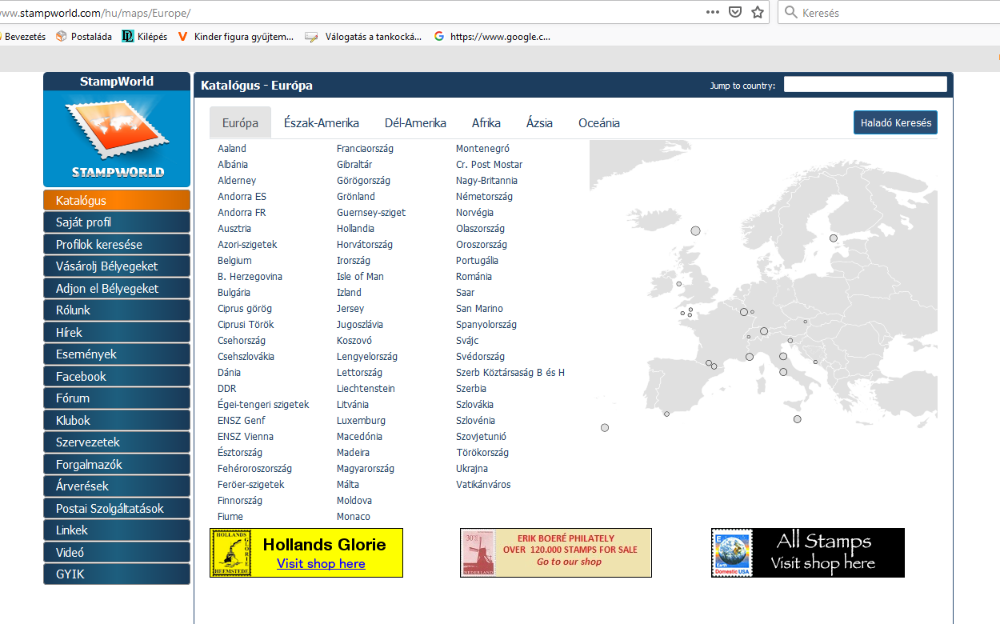 www.stampworld.com/hu/maps/Europe/
Keresés
Bevezetés
Postaláda
Kilépés
Kinder figura gyűjtem...
Válogatás a tankocká...
https://www.google.c...
StampWorld
STAMPWORLD
Katalógus
Saját profil
Profilok keresése
Vásárolj Bélyegeket
Adjon el Bélyegeket
Rólunk
Hírek
Események
Facebook
Fórum
Klubok
Szervezetek
Forgalmazók
Árverések
Postai Szolgáltatások
Linkek
Videó
GYIK
Katalógus - Európa
Jump to country:
Európa
Észak-Amerika
Dél-Amerika
Afrika
Ázsia
Oceánia
Haladó Keresés
Aaland
Albánia
Alderney
Andorra ES
Andorra FR
Ausztria
Azori-szigetek
Belgium
B. Herzegovina
Bulgária
Ciprus görög
Ciprusi Török
Csehország
Csehszlovákia
Dánia
DDR
Égei-tengeri szigetek
ENSZ Genf
ENSZ Vienna
Észtország
Fehéroroszország
Feröer-szigetek
Finnország
Fiume
Franciaország
Gibraltár
Görögország
Grönland
Guernsey-sziget
Hollandia
Horvátország
Irország
Isle of Man
Izland
Jersey
Jugoszlávia
Koszovó
Lengyelország
Lettország
Liechtenstein
Litvánia
Luxemburg
Macedónia
Madeira
Magyarország
Málta
Moldova
Monaco
Montenegró
Cr. Post Mostar
Nagy-Britannia
Németország
Norvégia
Olaszország
Oroszország
Portugália
Románia
Saar
San Marino
Spanyolország
Svájc
Svédország
Szerb Köztársaság B és H
Szerbia
Szlovákia
Szlovénia
Szovjetunió
Törökország
Ukrajna
Vatikánváros
HOLLANDS
GLORIE
HEEMSTEDE
Hollands Glorie
Visit shop here
30
NEDERLAND
ERIK BOERÉ PHILATELY
OVER 120.000 STAMPS FOR SALE
Go to our shop
E
Earth
Domestic USA
All Stamps
Visit shop here